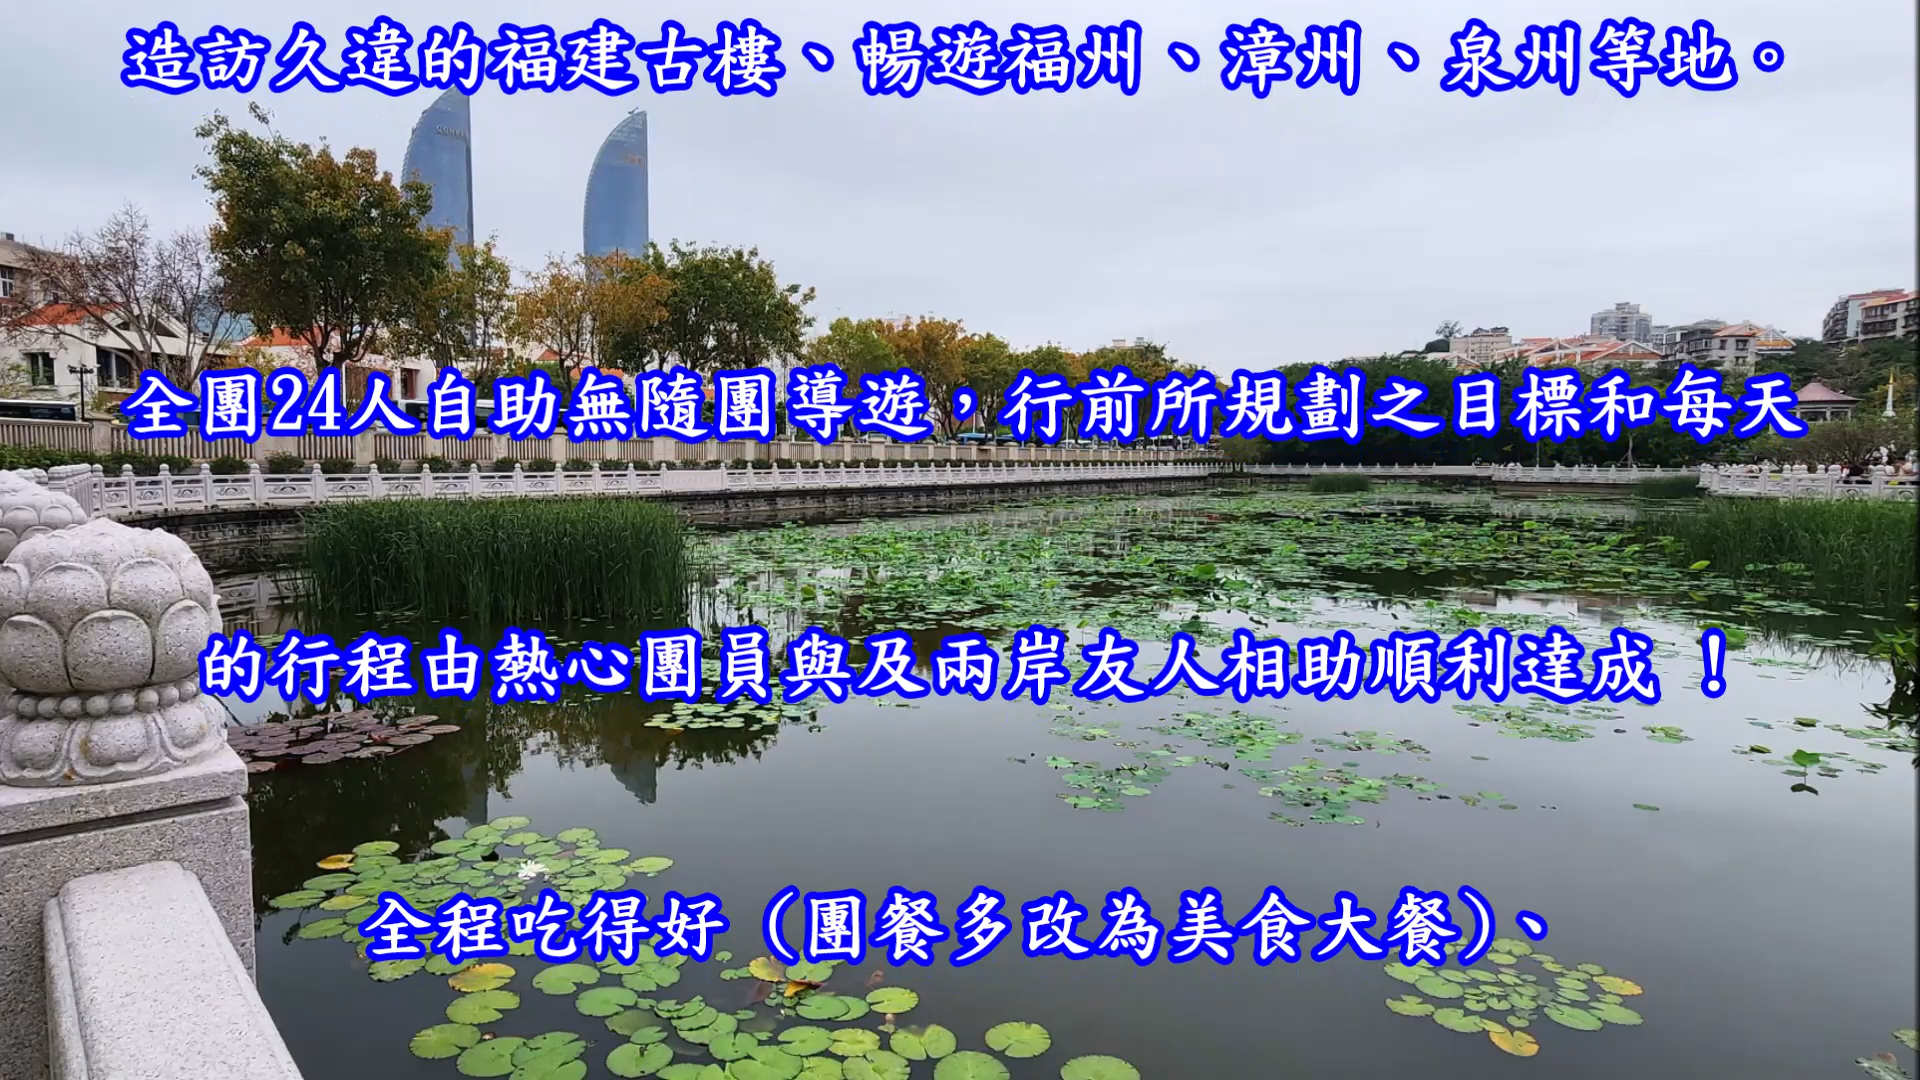 造訪久違的福建古樓、暢遊福州、漳州、泉州等地。
全團24人自助無隨團導遊，行前所規劃之目標和每天
的行程由熱心團員與及兩岸友人相助順利達成 ！
全程吃得好（團餐多改為美食大餐）、